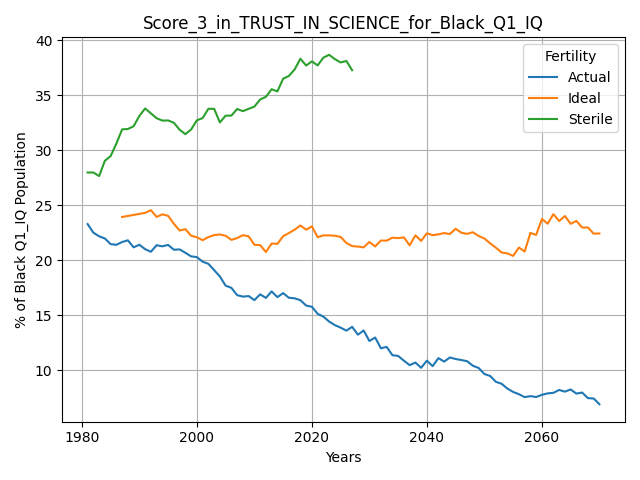 Score_3_in_TRUST_IN_SCIENCE_for_Black_Q1_IQ
Fertility
Actual
Ideal
Sterile
% of Black Q1_IQ Population
40
35
30
25
20
15
10
1980
2000
2020
2040
2060
Years